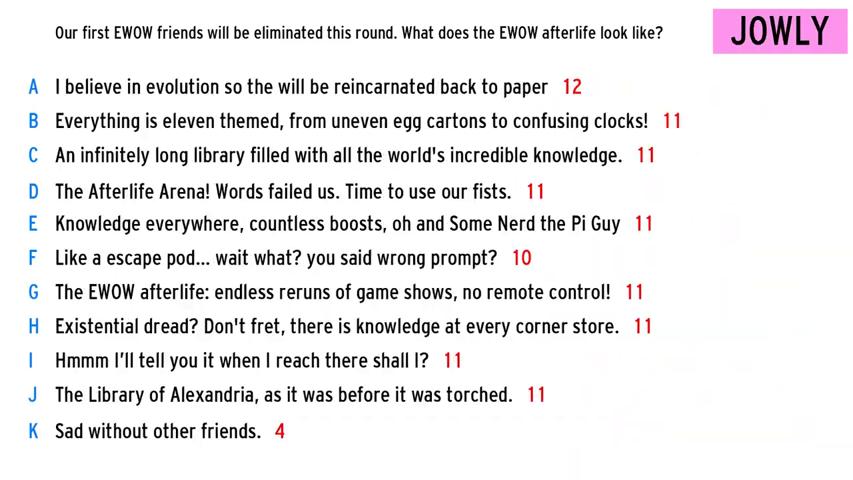 Our first EWOW friends will be eliminated this round. What does the EWOW afterlife look like?
JOWLY
A I believe in evolution so the will be reincarnated back to paper 12
B Everything is eleven themed, from uneven egg cartons to confusing clocks! 11
C An infinitely long library filled with all the world's incredible knowledge. 11
D The Afterlife Arena! Words failed us. Time to use our fists. 11
E Knowledge everywhere, countless boosts, oh and Some Nerd the Pi Guy 11
F Like a escape pod... wait what? you said wrong prompt? 10
G The EWOW afterlife: endless reruns of game shows, no remote control! 11
H Existential dread? Don't fret, there is knowledge at every corner store. 11
I Hmmm I’ll tell you it when I reach there shall I? 11
J The Library of Alexandria, as it was before it was torched. 11
K Sad without other friends. 4